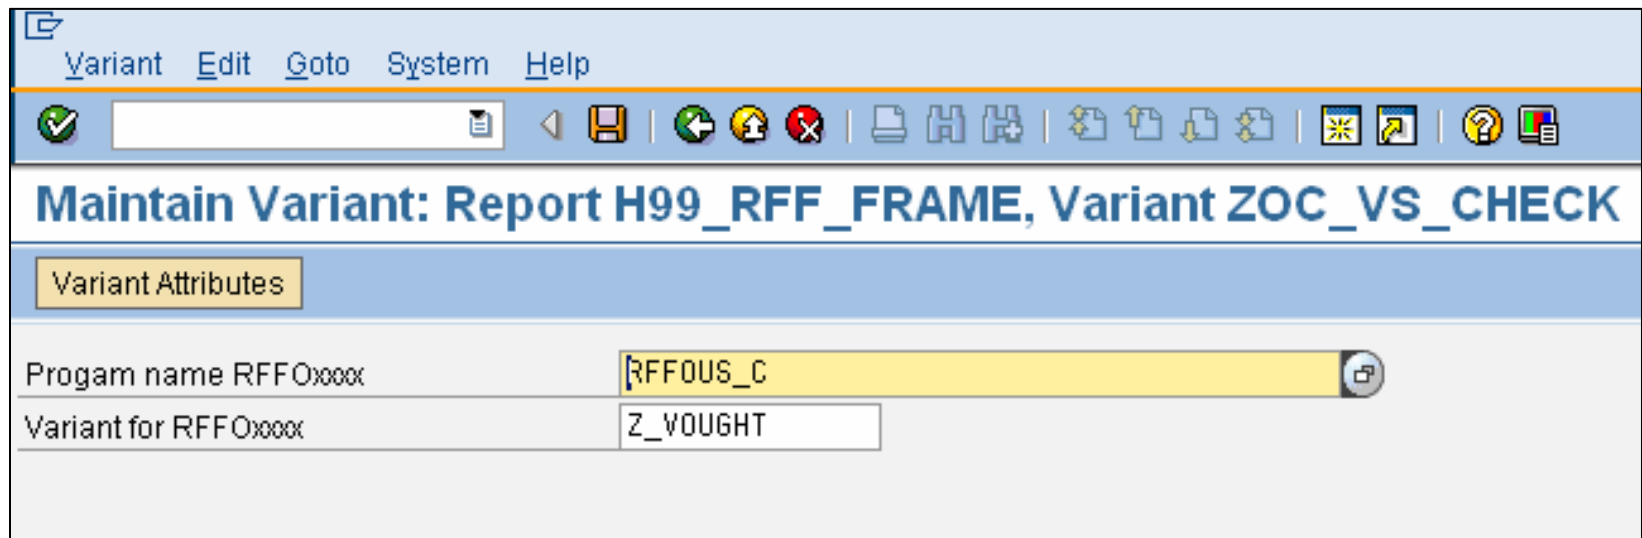 Variant Edit Goto System Help
Maintain Variant: Report H99_RFF_FRAME, Variant ZOC_VS_CHECK
Variant Attributes
Progam name RFFOxxxx RFFOUS_C
Variant for RFFOxxxx Z_VOUGHT